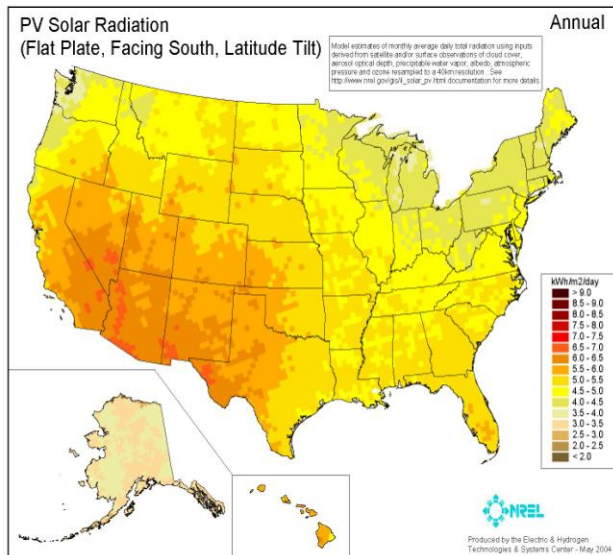 PV Solar Radiation
(Flat Plate, Facing South, Latitude Tilt)
Annual
Model estimates of monthly average daily total radiation using inputs
derived from satellite and/or surface observations of cloud cover,
aerosol optical depth, precipitable water vapor, albedo, atmospheric
pressure and ozone resampled to a 40km resolution. See
http://www.nrel.gov/gis/il_solar_pv.html documentation for more details.
kWh/m2/day
> 9.0
8.5 - 9.0
8.0 - 8.5
7.5 - 8.0
7.0 - 7.5
6.5 - 7.0
6.0 - 6.5
5.5 - 6.0
5.0 - 5.5
4.5 - 5.0
4.0 - 4.5
3.5 - 4.0
3.0 - 3.5
2.5 - 3.0
2.0 - 2.5
< 2.0
NREL
Produced by the Electric & Hydrogen
Technologies & Systems Center - May 2004